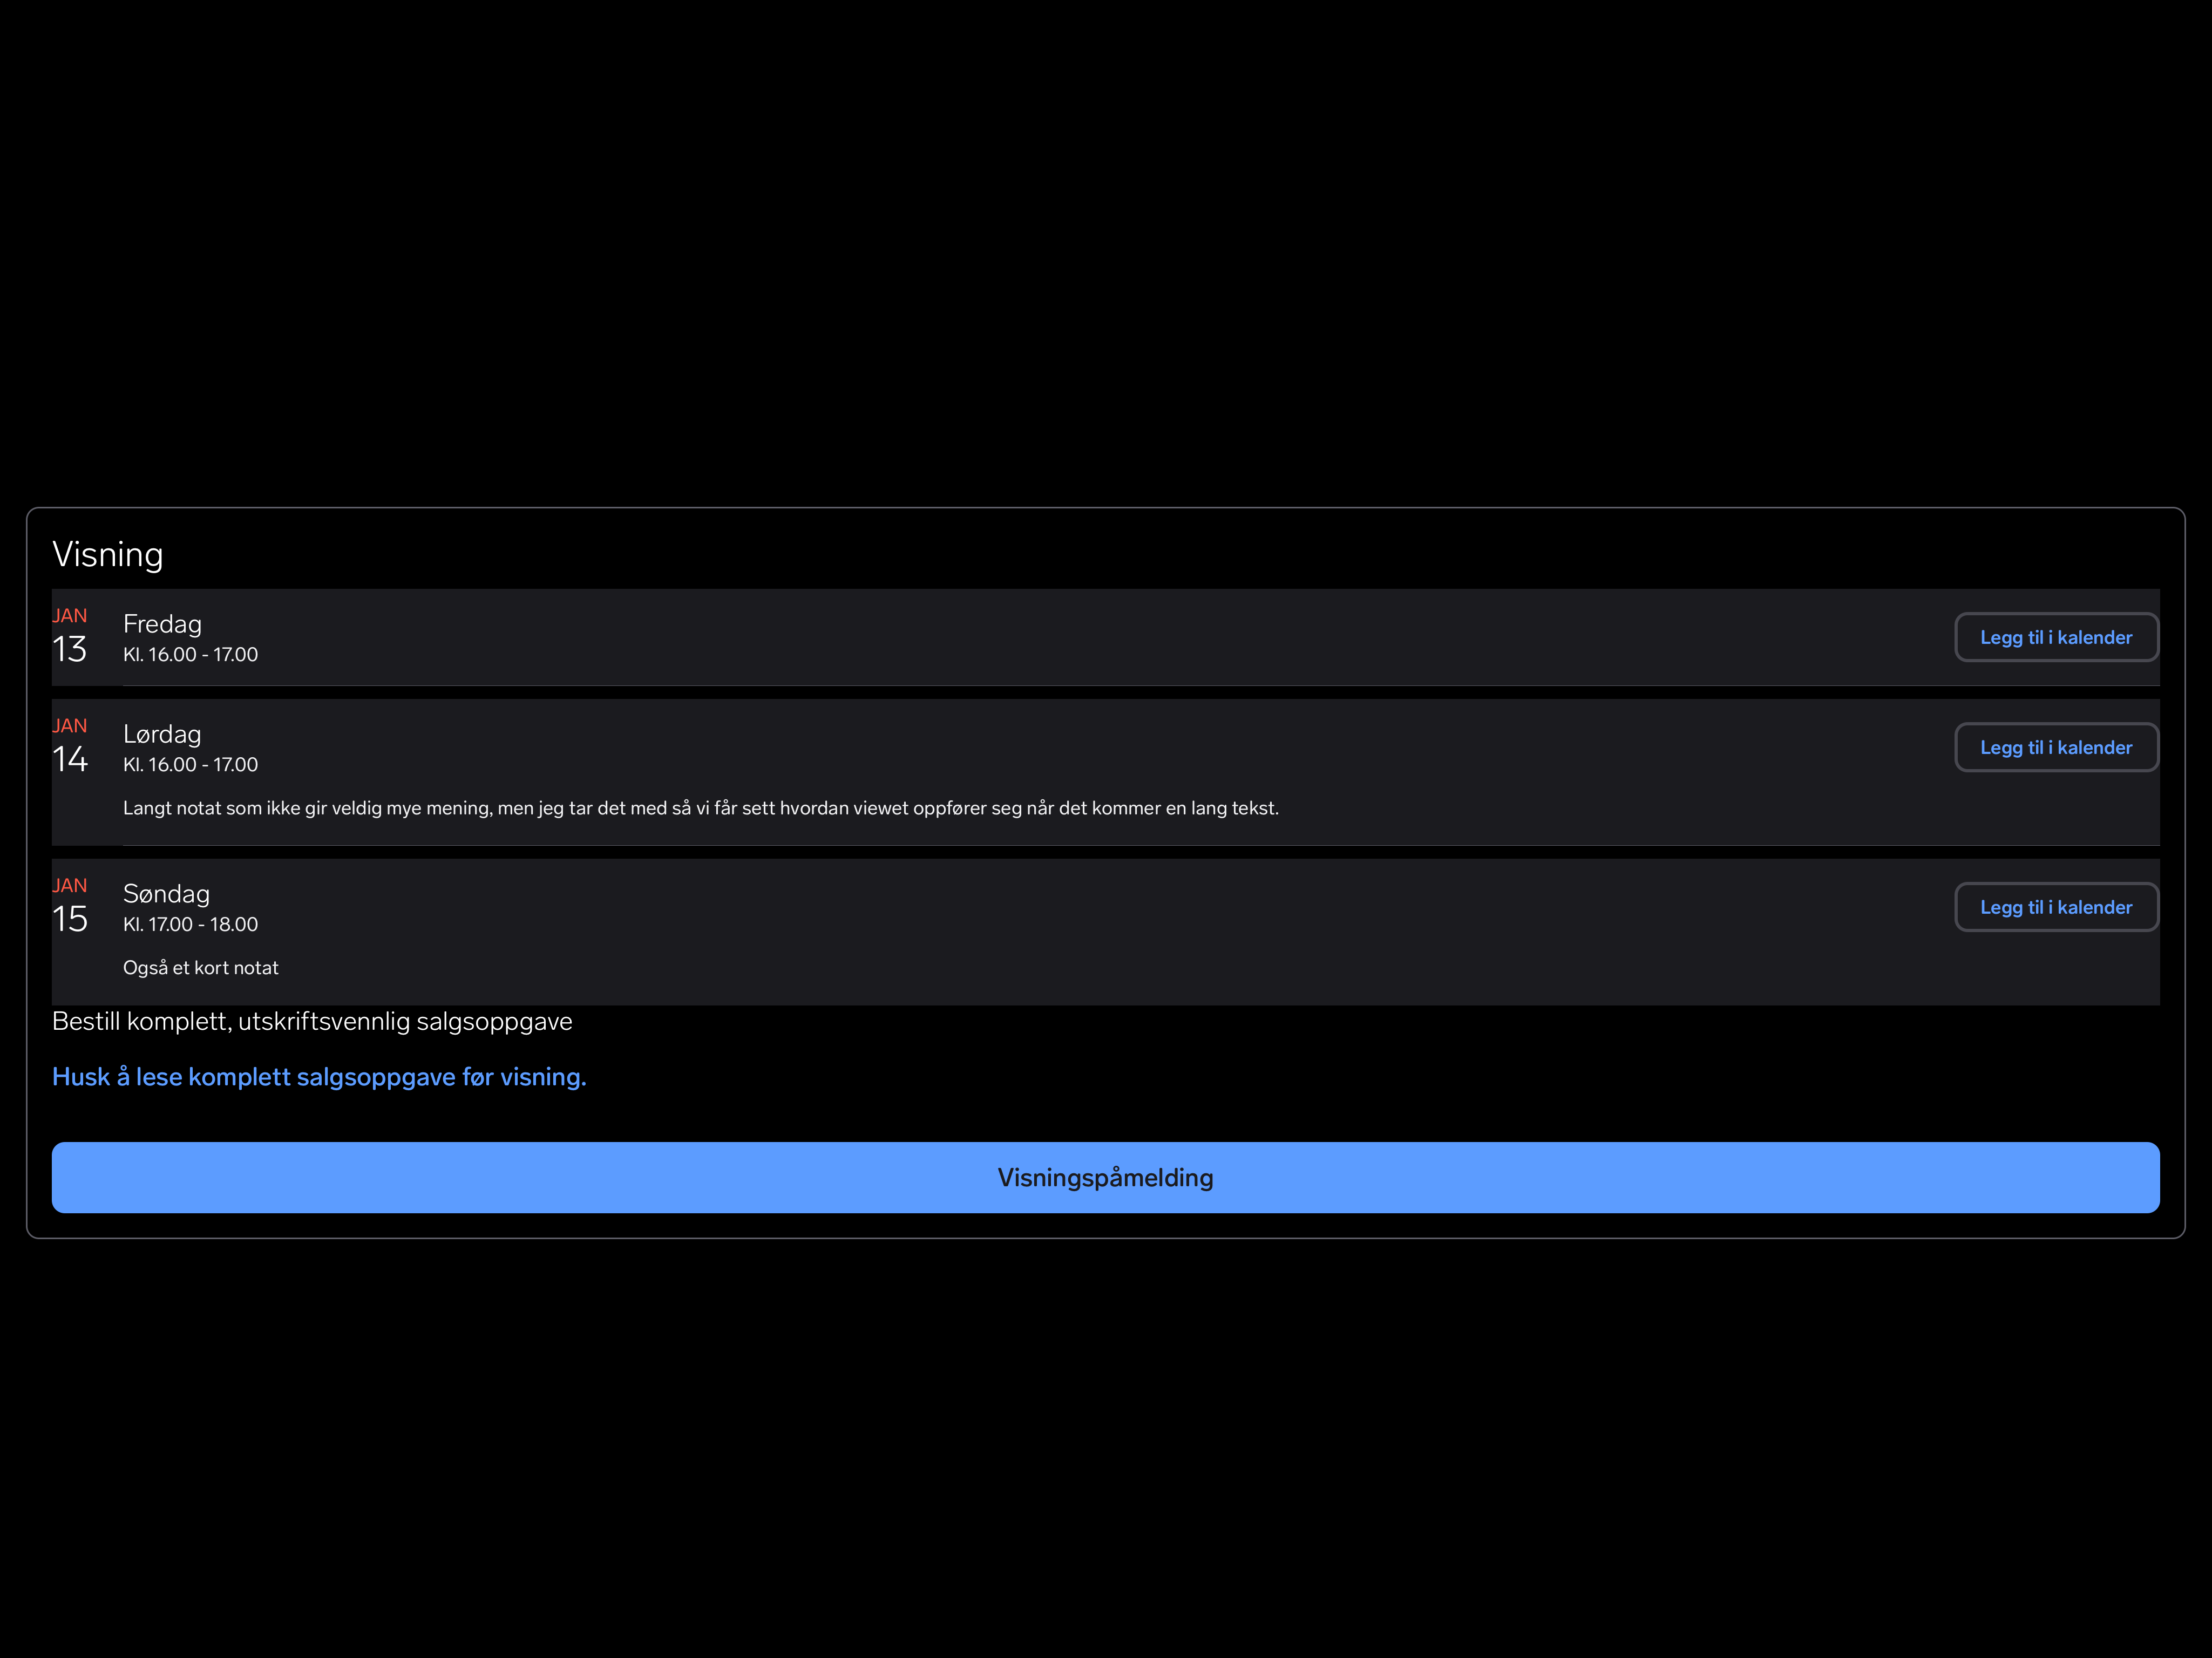 Visning
JAN
13
Fredag
Kl. 16.00 - 17.00
Legg til i kalender
JAN
14
Lørdag
Kl. 16.00 - 17.00
Legg til i kalender
Langt notat som ikke gir veldig mye mening, men jeg tar det med så vi får sett hvordan viewet oppfører seg når det kommer en lang tekst.
JAN
15
Søndag
Kl. 17.00 - 18.00
Legg til i kalender
Også et kort notat
Bestill komplett, utskriftsvennlig salgsoppgave
Husk å lese komplett salgsoppgave før visning.
Visningspåmelding